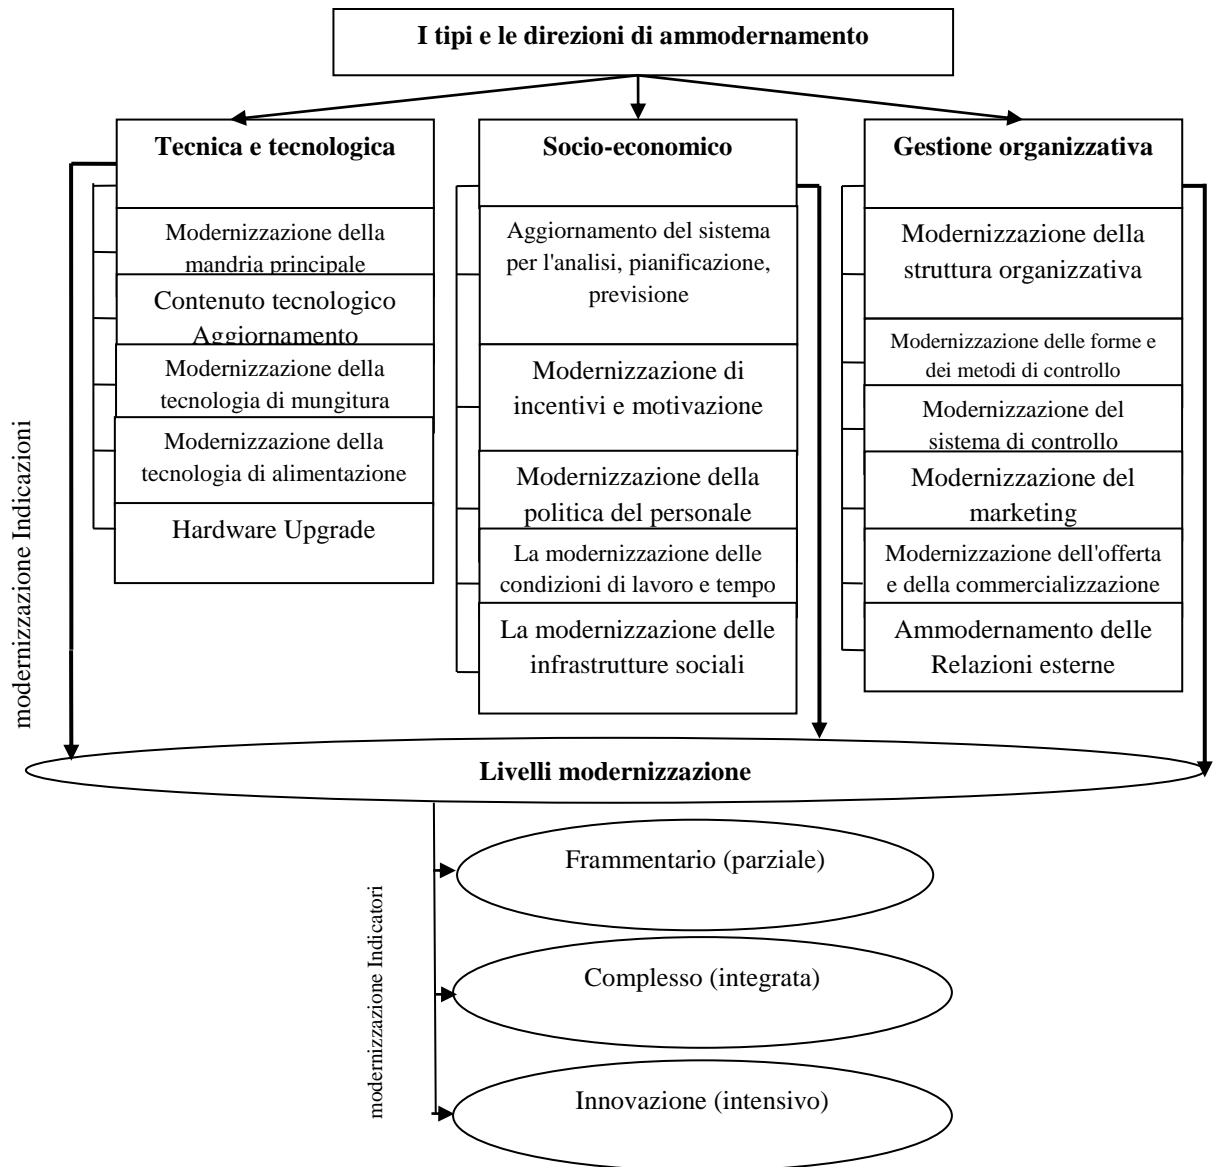 I tipi e le direzioni di ammodernamento
Tecnica e tecnologica
Modernizzazione della
mandria principale
Contenuto tecnologico
Aggiornamento
Modernizzazione della
tecnologia di mungitura
Modernizzazione della
tecnologia di alimentazione
Hardware Upgrade
Socio-economico
Aggiornamento del sistema
per l'analisi, pianificazione,
previsione
Modernizzazione di
incentivi e motivazione
Modernizzazione della
politica del personale
La modernizzazione delle
condizioni di lavoro e tempo
La modernizzazione delle
infrastrutture sociali
Gestione organizzativa
Modernizzazione della
struttura organizzativa
Modernizzazione delle forme e
dei metodi di controllo
Modernizzazione del
sistema di controllo
Modernizzazione del
marketing
Modernizzazione dell'offerta
e della commercializzazione
Ammodernamento delle
Relazioni esterne
modernizzazione Indicazioni
Livelli modernizzazione
modernizzazione Indicatori
Frammentario (parziale)
Complesso (integrata)
Innovazione (intensivo)